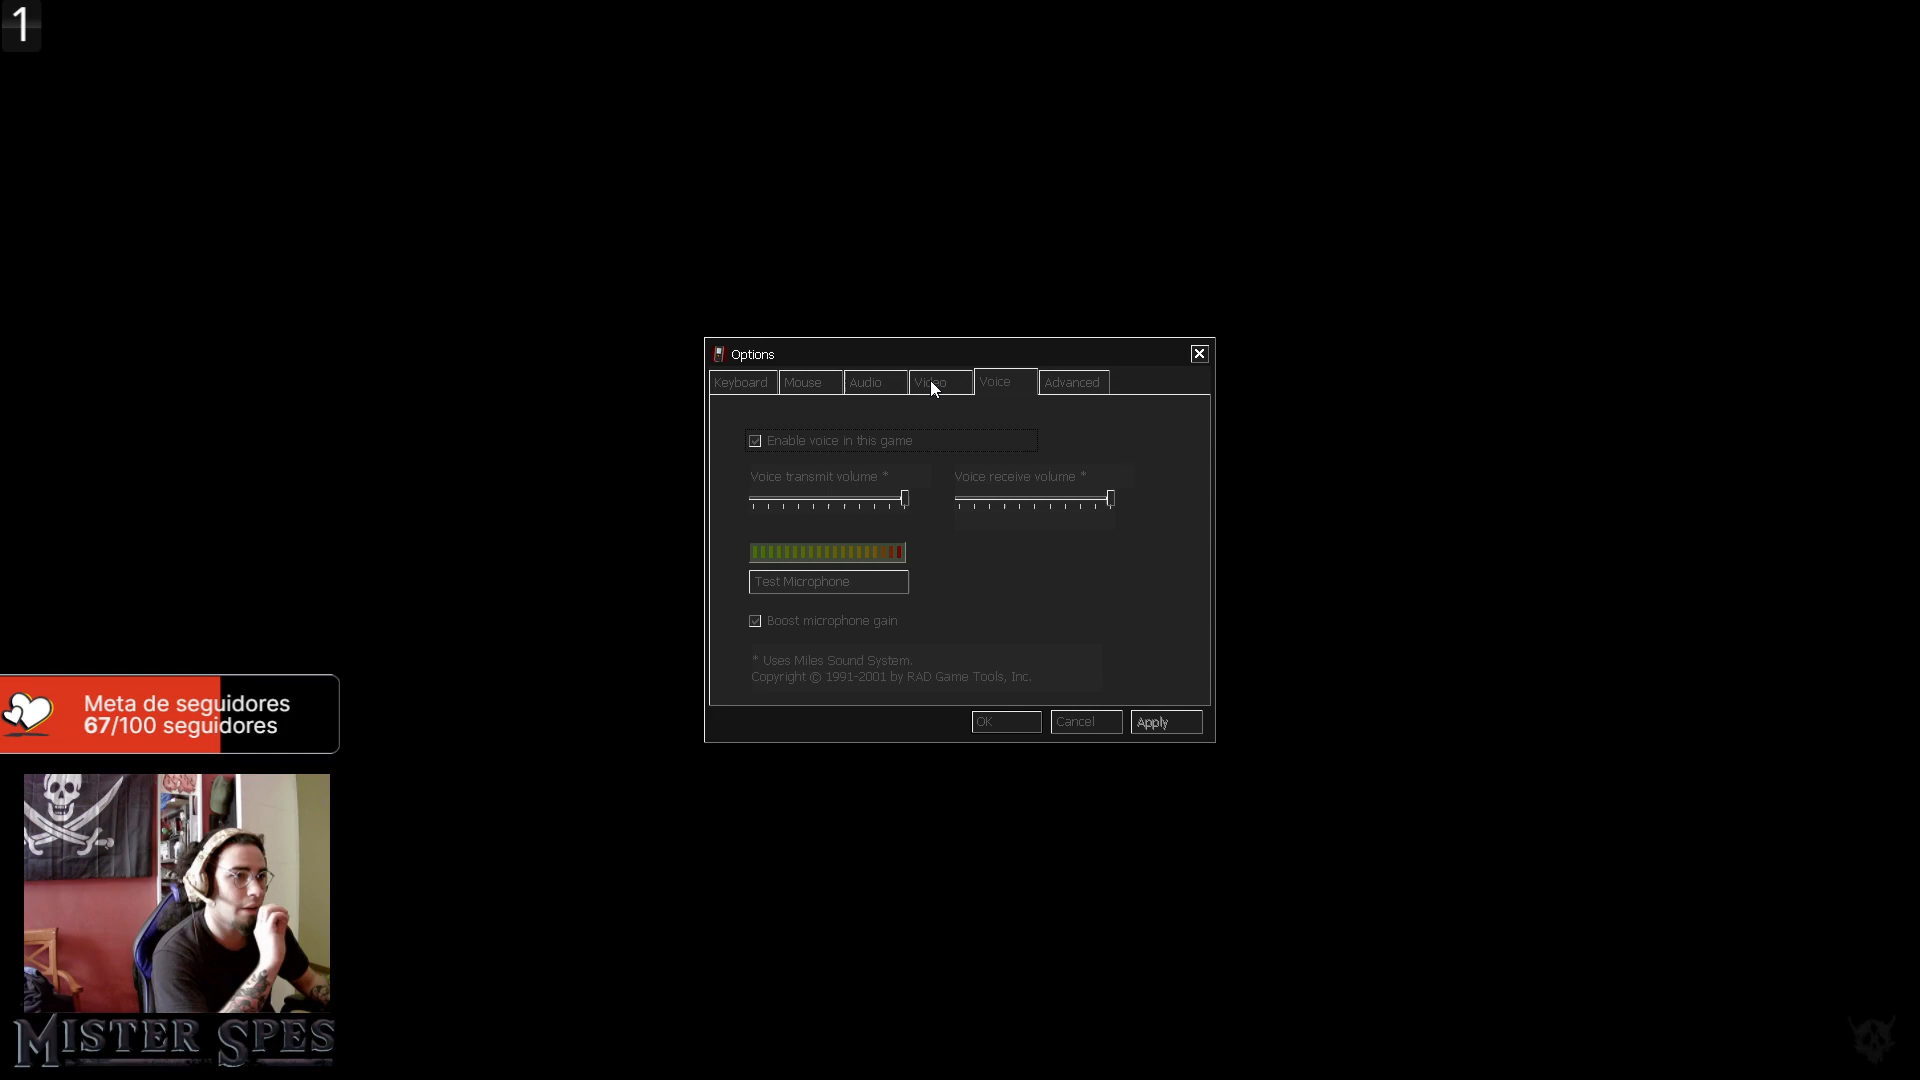 1
Options
Keyboard Mouse Audio Video Voice Advanced
Enable voice in this game
Voice transmit volume * Voice receive volume *
Test Microphone
Boost microphone gain
* Uses Miles Sound System.
Copyright © 1991-2001 by RAD Game Tools, Inc.
OK Cancel Apply
Meta de seguidores
67/100 seguidores
MISTER SPES